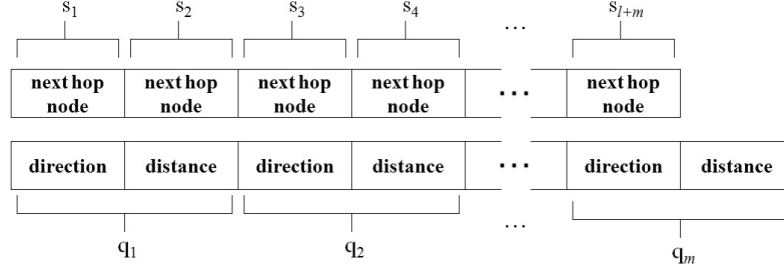 s1 s2 s3 s4 ... sl+m
next hop node next hop node next hop node next hop node ... next hop node
direction distance direction distance ... direction distance
q1 q2 ... qm